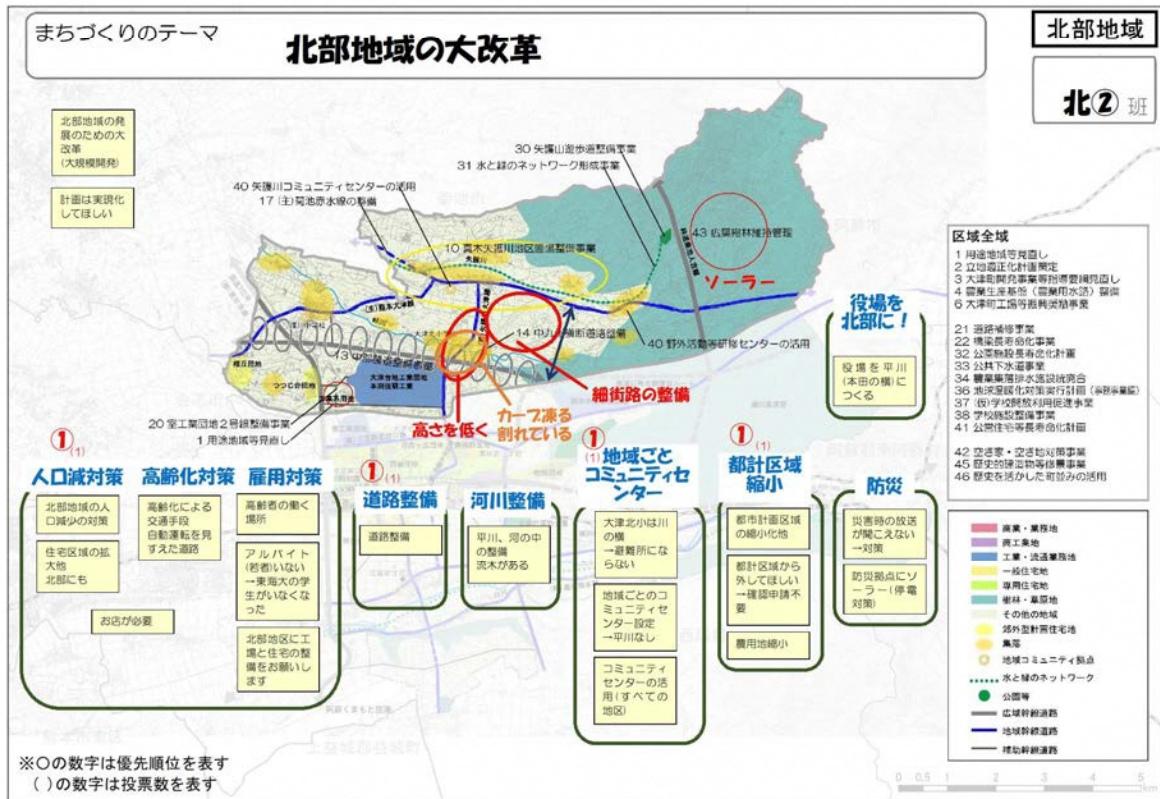 まちづくりのテーマ
北部地域の大改革
北部地域
北② 班
北部地域の発
展のための大
改革
(大規模開発)
計画は実現化
してほしい
30 矢護山遊歩道整備事業
31 水と緑のネットワーク形成事業
40 矢護川コミュニティセンターの活用
17 (主)菊池赤水線の整備
10 真木矢護川地区圃場整備事業
矢護川
43 広葉樹林維持管理
ソーラー
14 中九州横断道路整備
40 野外活動等研修センターの活用
細街路の整備
カーブ凍る
割れている
高さを低く
大津北小
つつじ台団地
20 室工業団地2号線整備事業
1 用途地域等見直し
役場を
北部に!
役場を平川
(本田の横)に
つくる
区域全域
1 用途地域等見直し
2 立地適正化計画策定
3 大津町開発事業等指導要綱見直し
4 農業生産基盤(農業用水路)整備
6 大津町工場等振興奨励事業
21 道路補修事業
22 橋梁長寿命化事業
32 公園施設長寿命化計画
33 公共下水道事業
34 農業集落排水施設統廃合
36 地球温暖化対策実行計画(事務事業編)
37 (仮)学校開放利用促進事業
38 学校施設整備事業
41 公営住宅等長寿命化計画
42 空き家・空き地対策事業
45 歴史的建造物等修景事業
46 歴史を活かした町並みの活用
① (1)
人口減対策
北部地域の人
口減少の対策
住宅区域の拡
大他
北部にも
お店が必要
高齢化対策
高齢化による
交通手段
自動運転を見
すえた道路
雇用対策
高齢者の働く
場所
アルバイト
(若者)いない
→東海大の学
生がいなくな
った
北部地区に工
場と住宅の整
備をお願いし
ます
① (1)
道路整備
道路整備
河川整備
平川、河の中
の整備
流木がある
① (1)
地域ごと
コミュニティセ
ンター
大津北小は川
の横
→避難所にな
らない
地域ごとのコ
ミュニティセ
ンター設定
→平川なし
コミュニティ
センターの活
用(すべての
地区)
① (1)
都計区域
縮小
都市計画区域
の縮小化他
都計区域から
外してほしい
→確認申請不
要
農用地縮小
防災
災害時の放送
が聞こえない
→対策
防災拠点にソ
ーラー(停電
対策)
商業・業務地
商工業地
工業・流通業務地
一般住宅地
専用住宅地
樹林・草原地
その他の地域
郊外型計画住宅地
集落
地域コミュニティ拠点
水と緑のネットワーク
公園等
広域幹線道路
地域幹線道路
補助幹線道路
※○の数字は優先順位を表す
( )の数字は投票数を表す
0 0.5 1 2 3 4 5
km